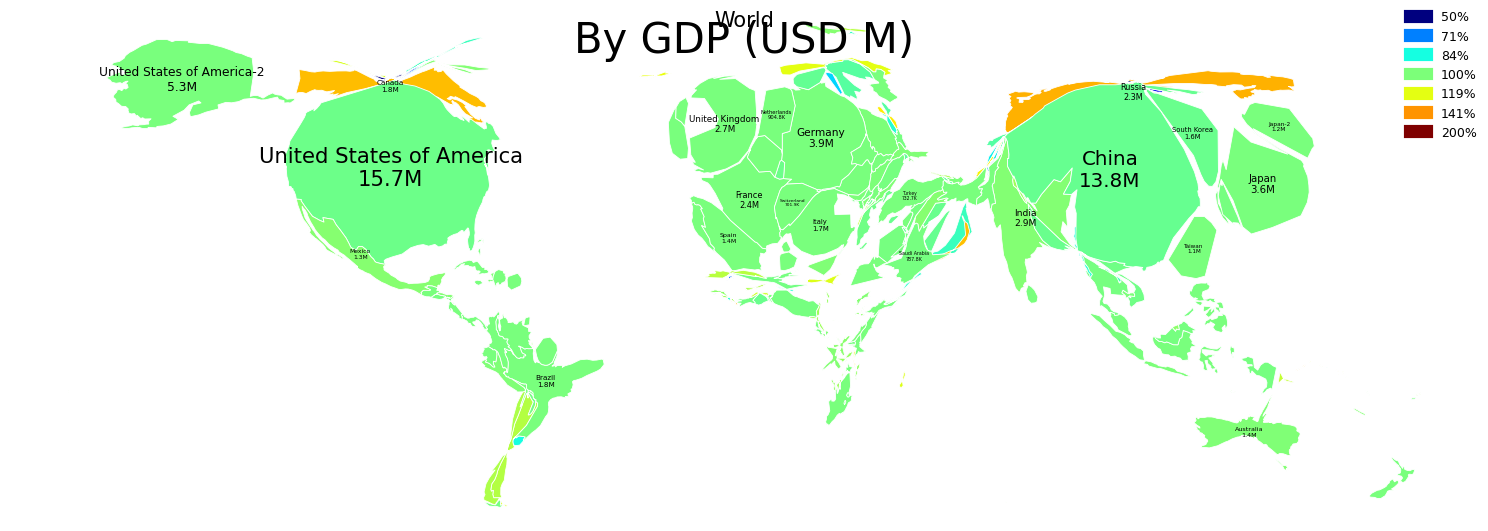 World
By GDP (USD M)
50%
71%
84%
100%
119%
141%
200%
United States of America-2
5.3M
Canada
1.8M
United States of America
15.7M
Mexico
1.3M
Brazil
1.8M
United Kingdom
2.7M
Netherlands
904.8K
Germany
3.9M
France
2.4M
Switzerland
Italy
1.7M
Spain
1.4M
Turkey
732.7K
Saudi Arabia
787.8K
Russia
2.3M
China
13.8M
South Korea
1.6M
Japan-2
1.2M
Japan
3.6M
India
2.9M
Taiwan
1.1M
Australia
1.4M